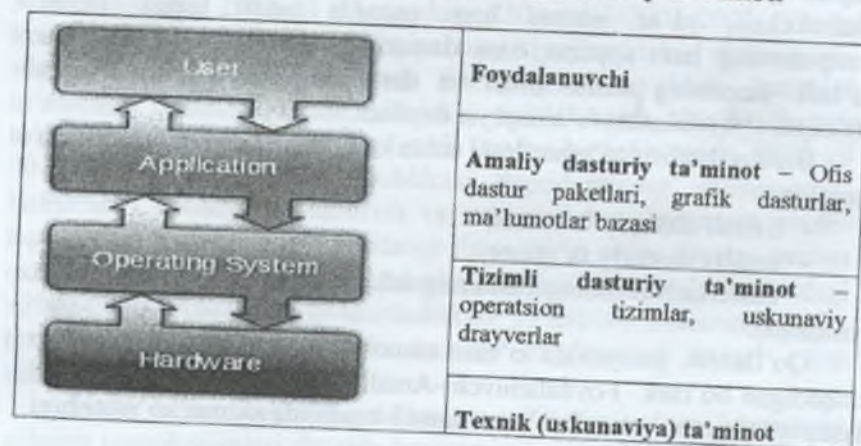 User
Application
Operating System
Hardware
Foydalanuvchi
Amaliy dasturiy ta’minot – Ofis
dastur paketlari, grafik dasturlar,
ma’lumotlar bazasi
Tizimli dasturiy ta’minot –
operatsion tizimlar, uskunaviy
drayverlar
Texnik (uskunaviya) ta’minot